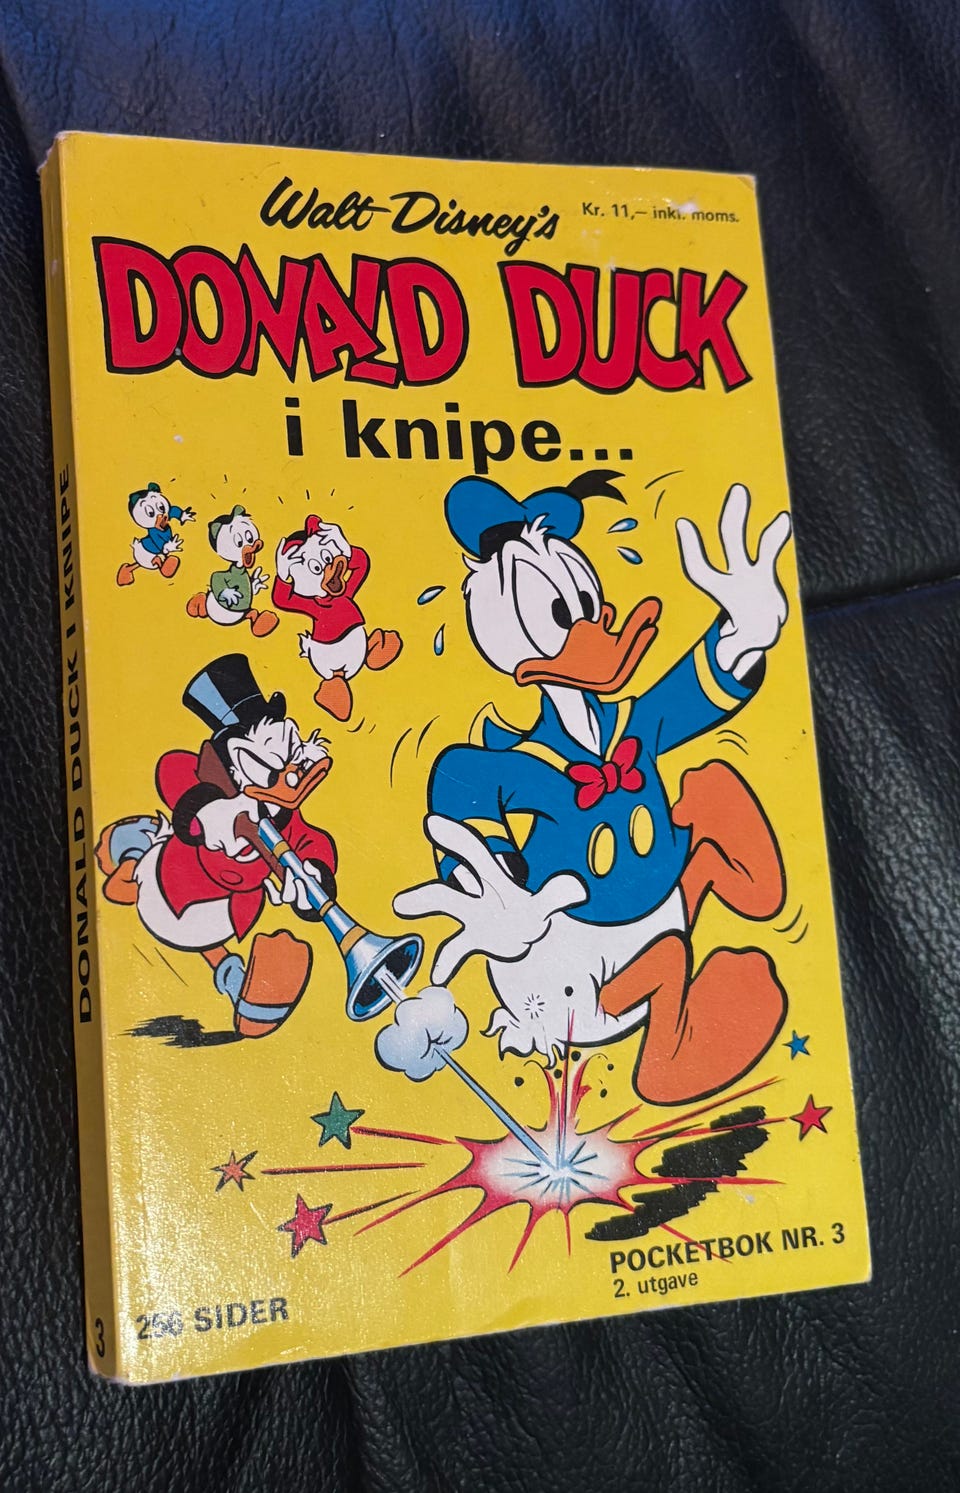 Walt Disney's
Kr. 11,– inkl. moms.
DONALD DUCK
i knipe...
POCKETBOK NR. 3
2. utgave
256 SIDER
DONALD DUCK I KNIPE
3